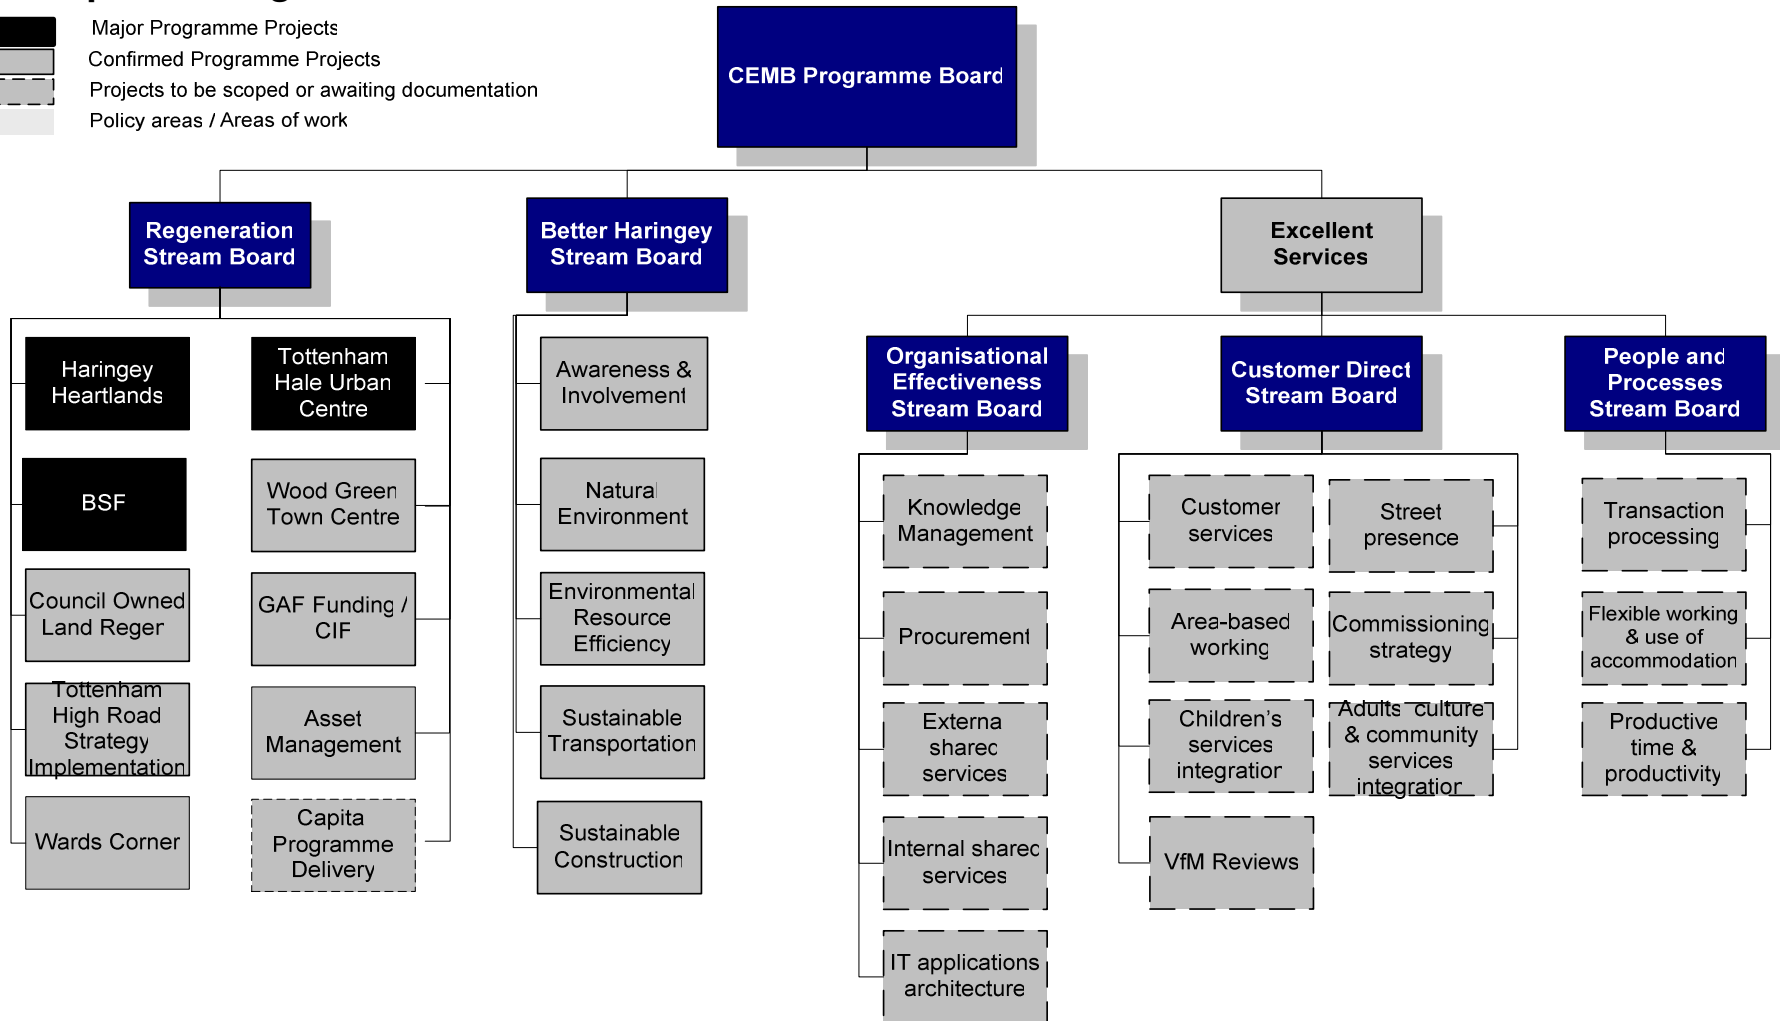 Major Programme Projects
Confirmed Programme Projects
Projects to be scoped or awaiting documentation
Policy areas / Areas of work
CEMB Programme Board
Regeneration
Stream Board
Better Haringey
Stream Board
Excellent
Services
Haringey
Heartlands
Tottenham
Hale Urban
Centre
BSF
Wood Green
Town Centre
Council Owned
Land Regen
GAF Funding /
CIF
Tottenham
High Road
Strategy
Implementation
Asset
Management
Wards Corner
Capita
Programme
Delivery
Awareness &
Involvement
Natural
Environment
Environmental
Resource
Efficiency
Sustainable
Transportation
Sustainable
Construction
Organisational
Effectiveness
Stream Board
Customer Direct
Stream Board
People and
Processes
Stream Board
Knowledge
Management
Procurement
External
shared
services
Internal shared
services
IT applications
architecture
Customer
services
Street
presence
Area-based
working
Commissioning
strategy
Children's
services
integration
Adults culture
& community
services
integration
VfM Reviews
Transaction
processing
Flexible working
& use of
accommodation
Productive
time &
productivity